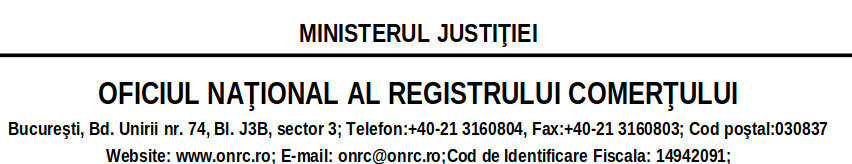 MINISTERUL JUSTIŢIEI
OFICIUL NAŢIONAL AL REGISTRULUI COMERŢULUI
Bucureşti, Bd. Unirii nr. 74, Bl. J3B, sector 3; Telefon:+40-21 3160804, Fax:+40-21 3160803; Cod poştal:030837
Website: www.onrc.ro; E-mail: onrc@onrc.ro;Cod de Identificare Fiscala: 14942091;